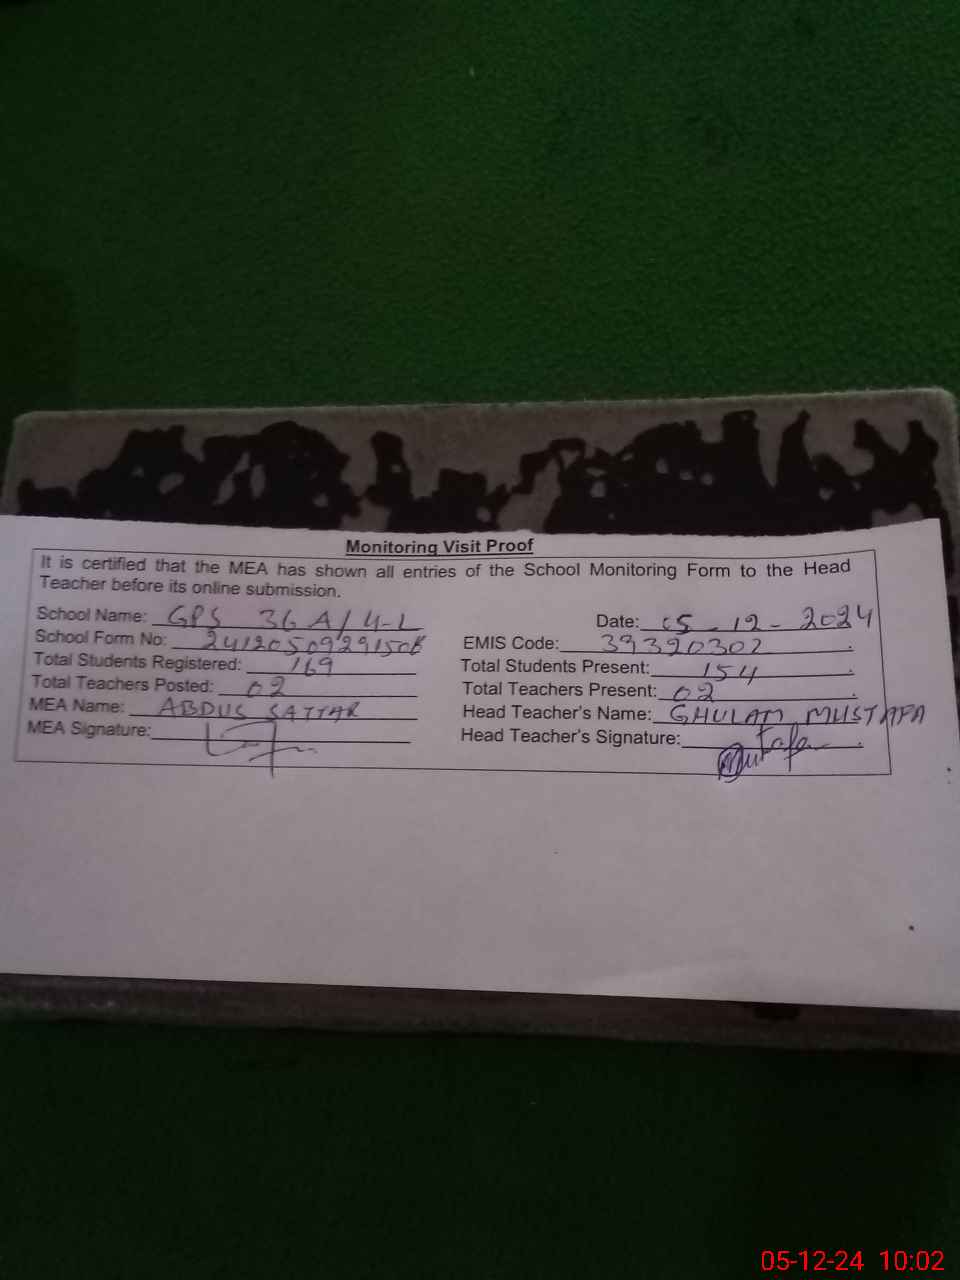 Monitoring Visit Proof
It is certified that the MEA has shown all entries of the School Monitoring Form to the Head
Teacher before its online submission.
School Name: GPS 36 A/4-L Date: 05-12-2024
School Form No: EMIS Code: 39320302
Total Students Registered: 169 Total Students Present: 154
Total Teachers Posted: 02 Total Teachers Present: 02
MEA Name: ABDUS SATTAR Head Teacher's Name: GHULAM MUSTAFA
MEA Signature: Head Teacher's Signature:
05-12-24 10:02